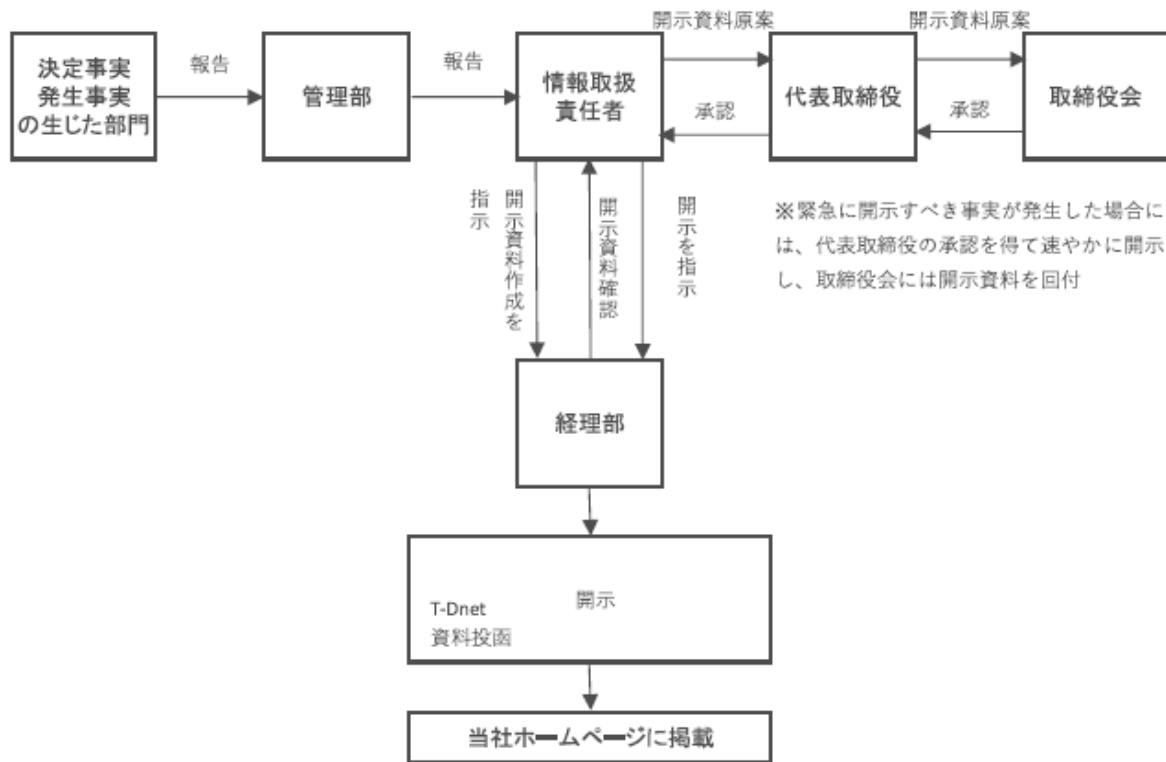 開示資料原案
開示資料原案
決定事実
発生事実
の生じた部門
報告
管理部
報告
情報取扱
責任者
承認
代表取締役
承認
取締役会
開示資料作成を
指示
開示資料確認
開示を指示
※緊急に開示すべき事実が発生した場合に
は、代表取締役の承認を得て速やかに開示
し、取締役会には開示資料を回付
経理部
開示
T-Dnet
資料投函
当社ホームページに掲載